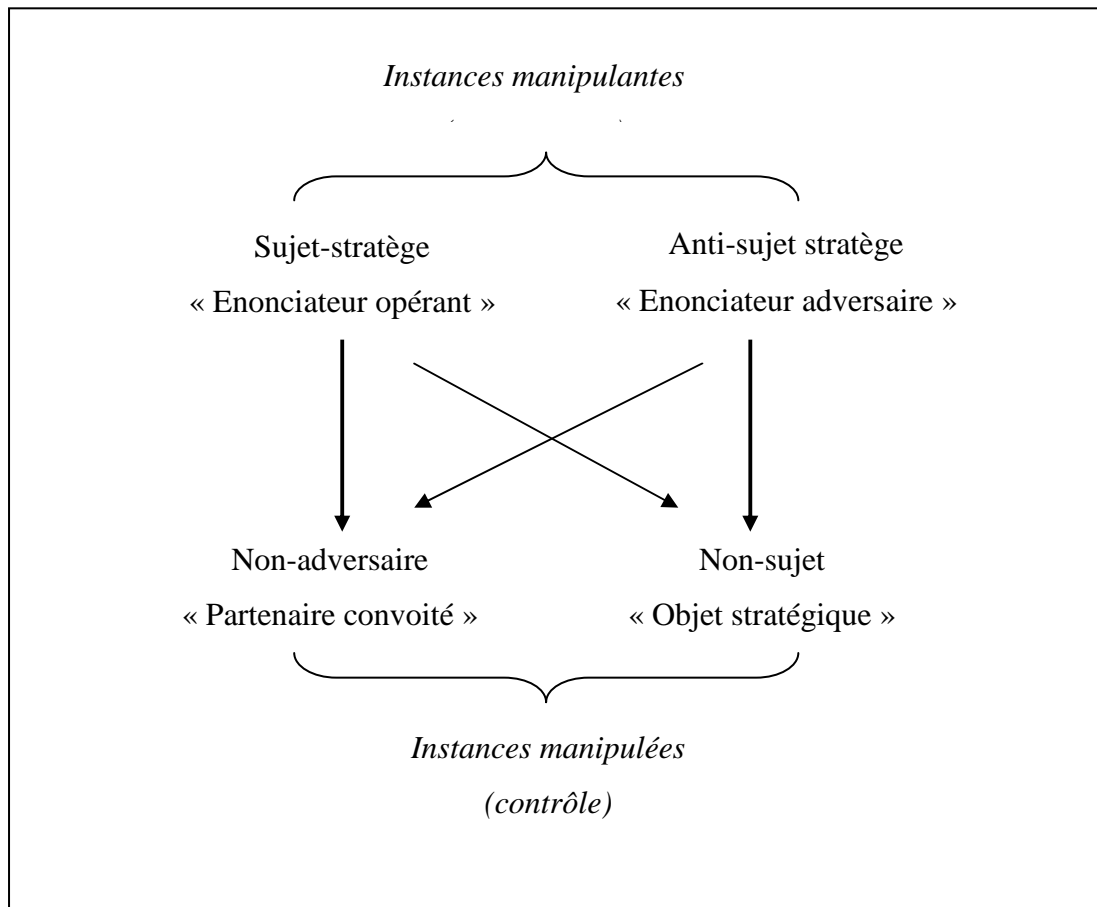 Instances manipulantes
Sujet-stratège
« Enonciateur opérant »
Anti-sujet stratège
« Enonciateur adversaire »
Non-adversaire
« Partenaire convoité »
Non-sujet
« Objet stratégique »
Instances manipulées
(contrôle)